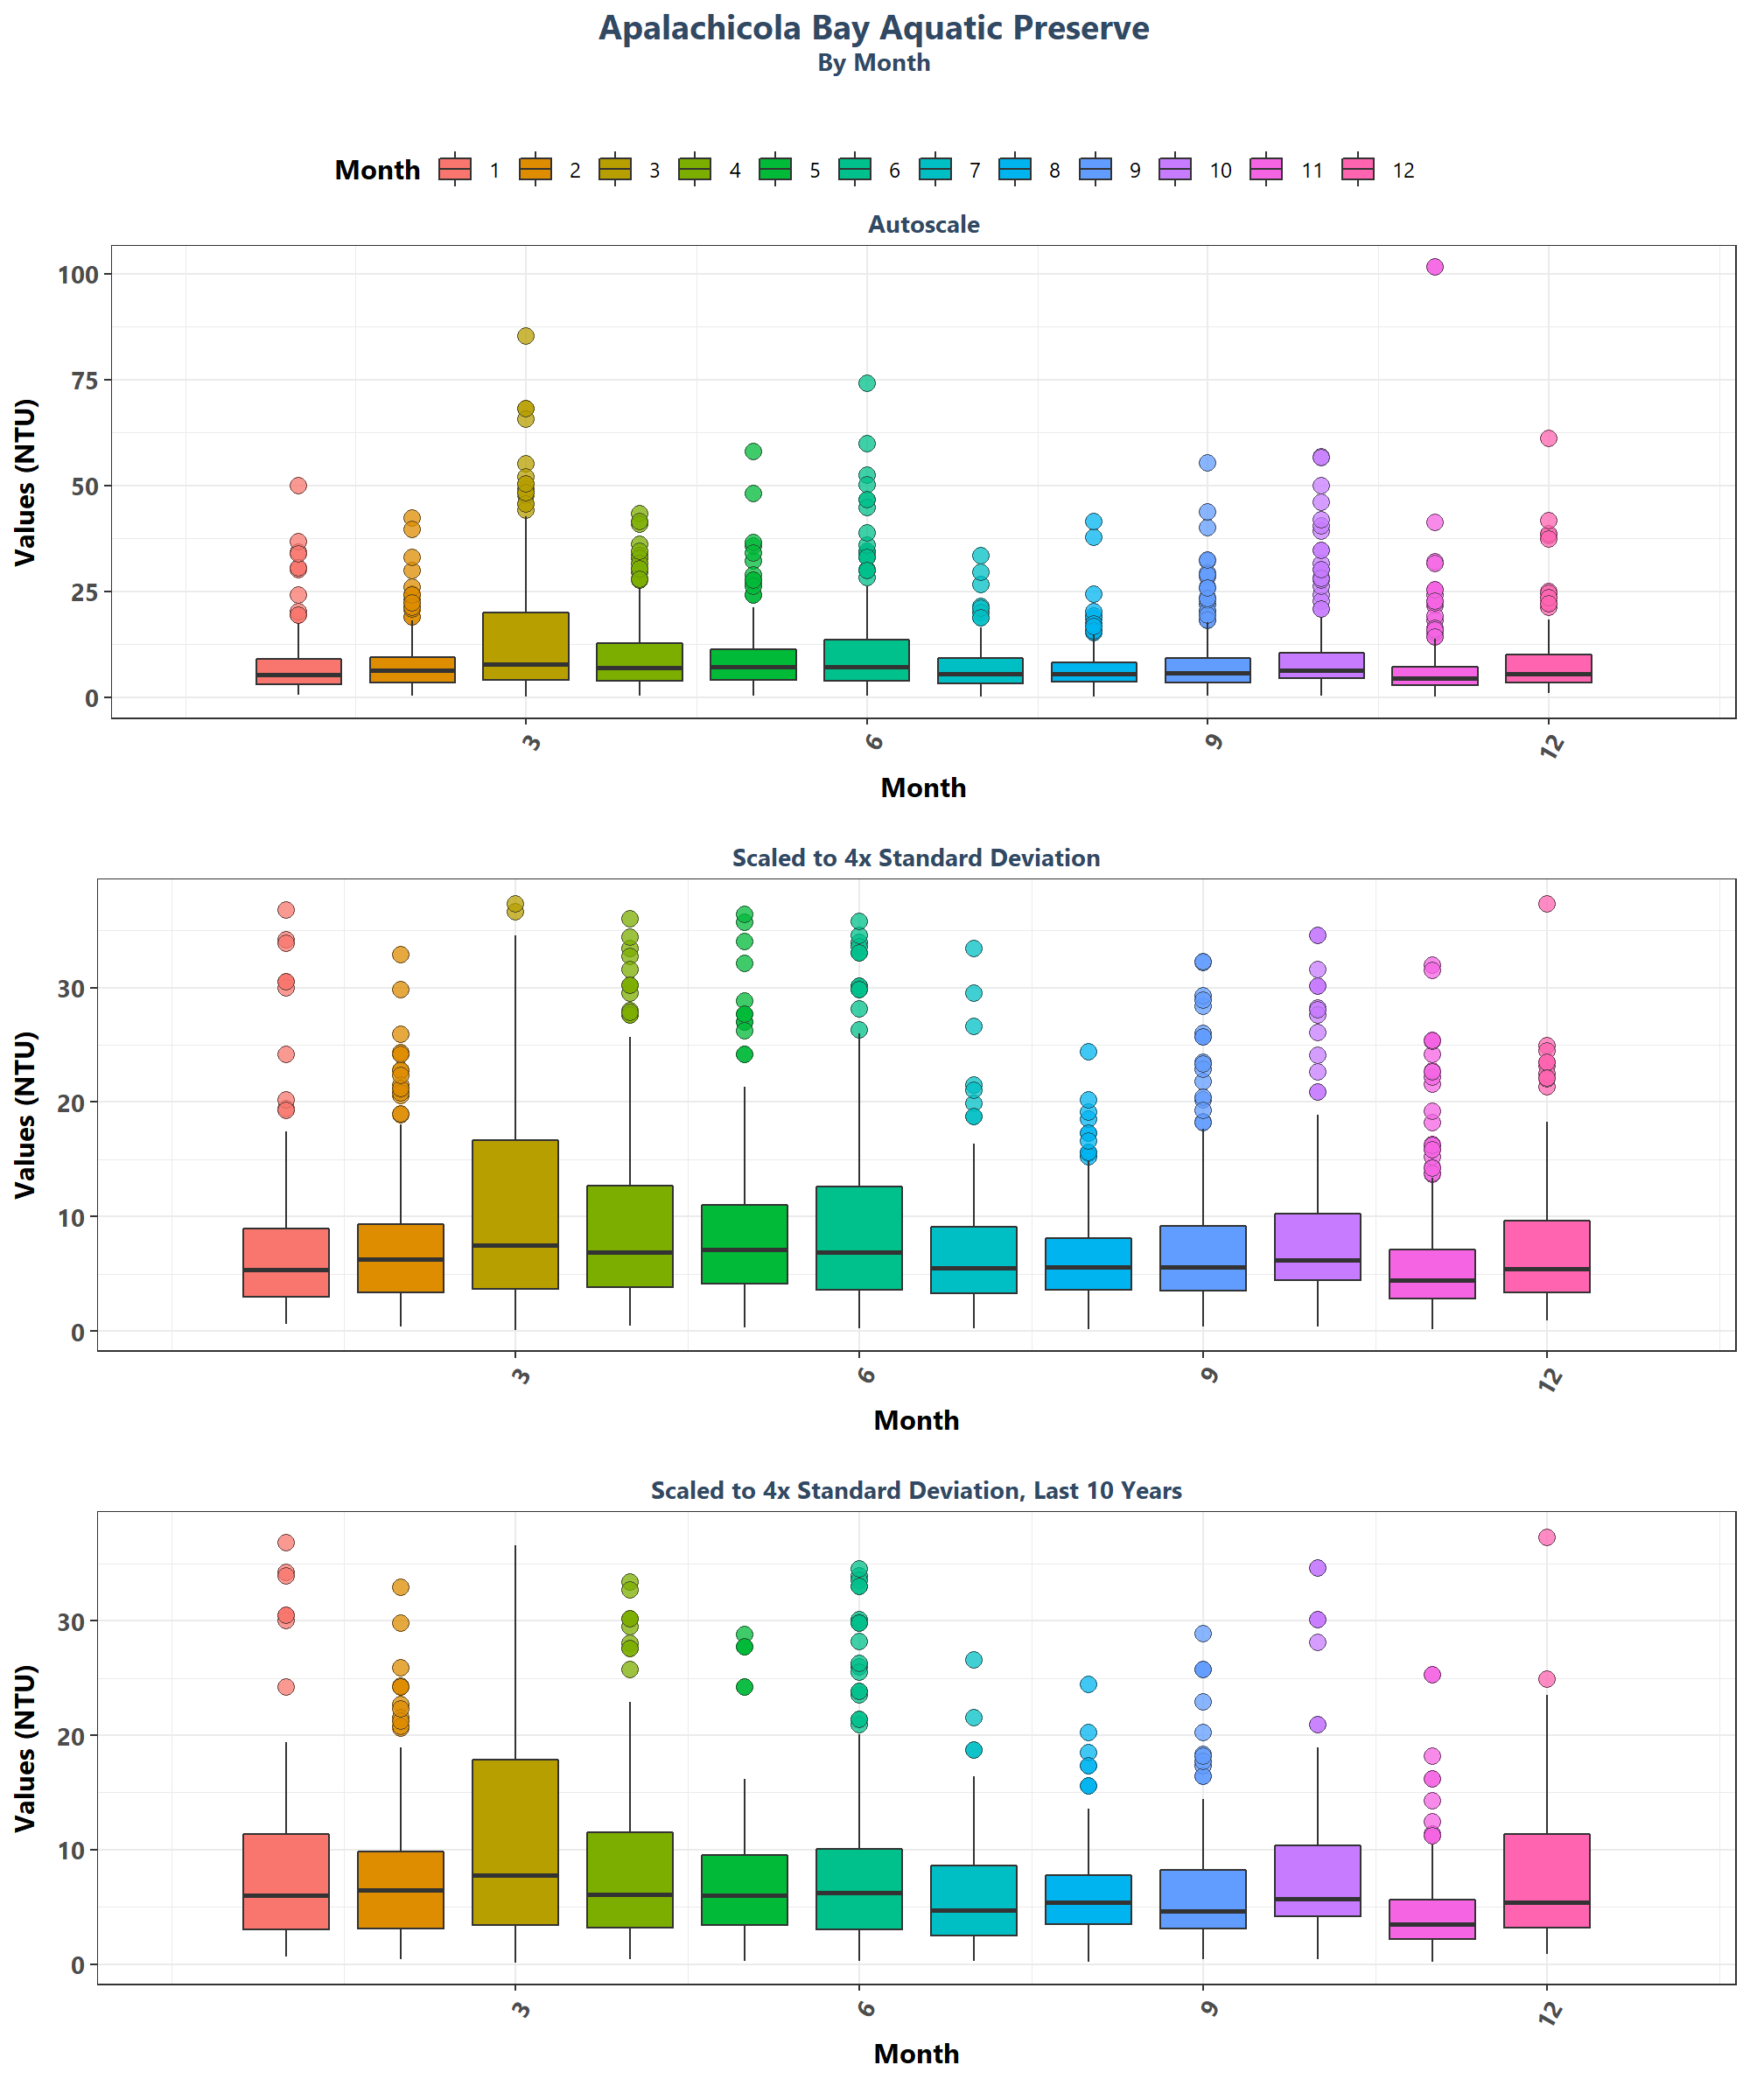 Apalachicola Bay Aquatic Preserve
By Month
Month 1 2 3 4 5 6 7 8 9 10 11 12
Autoscale
Values (NTU)
100
75
50
25
0
3 6 9 12
Month
Scaled to 4x Standard Deviation
Values (NTU)
30
20
10
0
3 6 9 12
Month
Scaled to 4x Standard Deviation, Last 10 Years
Values (NTU)
30
20
10
0
3 6 9 12
Month